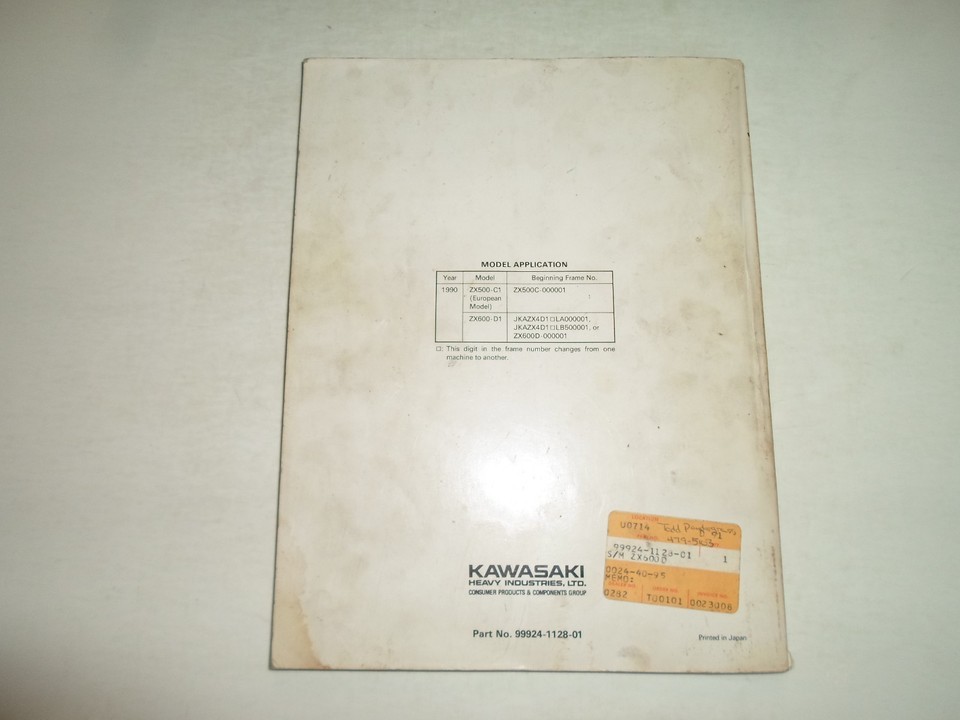 MODEL APPLICATION
Year Model Beginning Frame No.
1990 ZX500-C1 ZX500C-000001
(European
Model)
ZX600-D1 JKAZX4D1□LA000001,
JKAZX4D1□LB500001, or
ZX600D-000001
□: This digit in the frame number changes from one
machine to another.
U0714
99924-1128-01 1
S/M ZX600D
0024-40-95
MEMO:
0282 T00101 0023008
KAWASAKI
HEAVY INDUSTRIES, LTD.
CONSUMER PRODUCTS & COMPONENTS GROUP
Part No. 99924-1128-01
Printed in Japan